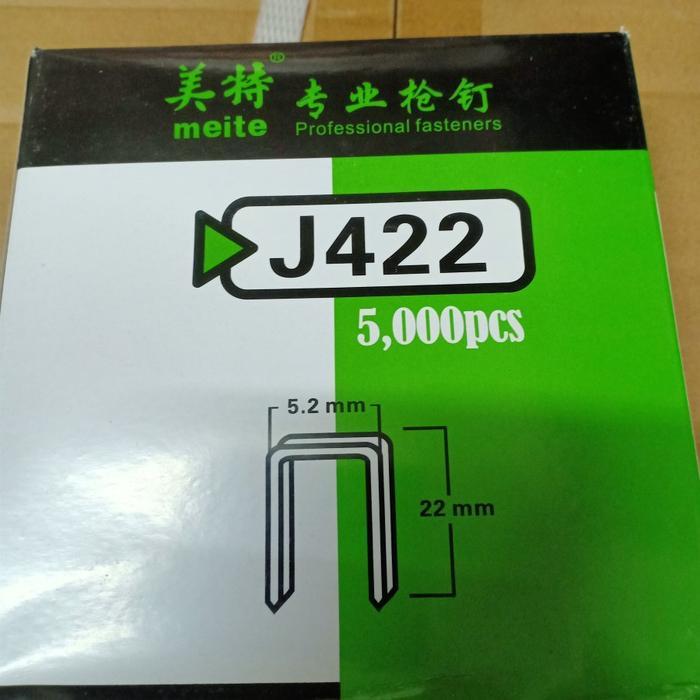 美特® 专业枪钉
meite Professional fasteners
J422
5,000pcs
5.2 mm
22 mm